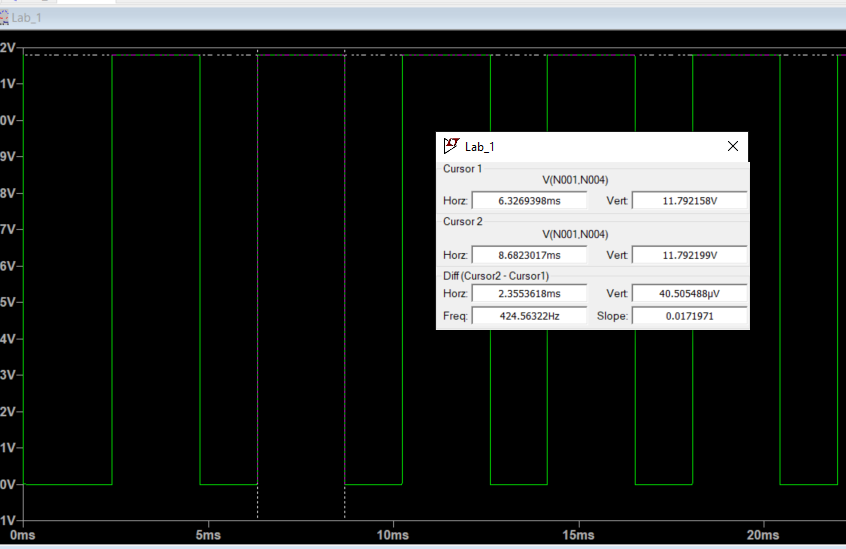 Lab_1
2V
1V
0V
9V
8V
7V
6V
5V
4V
3V
2V
1V
0V
1V
0ms 5ms 10ms 15ms 20ms
Lab_1
Cursor 1
V(N001,N004)
Horz: 6.3269398ms Vert: 11.792158V
Cursor 2
V(N001,N004)
Horz: 8.6823017ms Vert: 11.792199V
Diff (Cursor2 - Cursor1)
Horz: 2.3553618ms Vert: 40.505488µV
Freq: 424.56322Hz Slope: 0.0171971